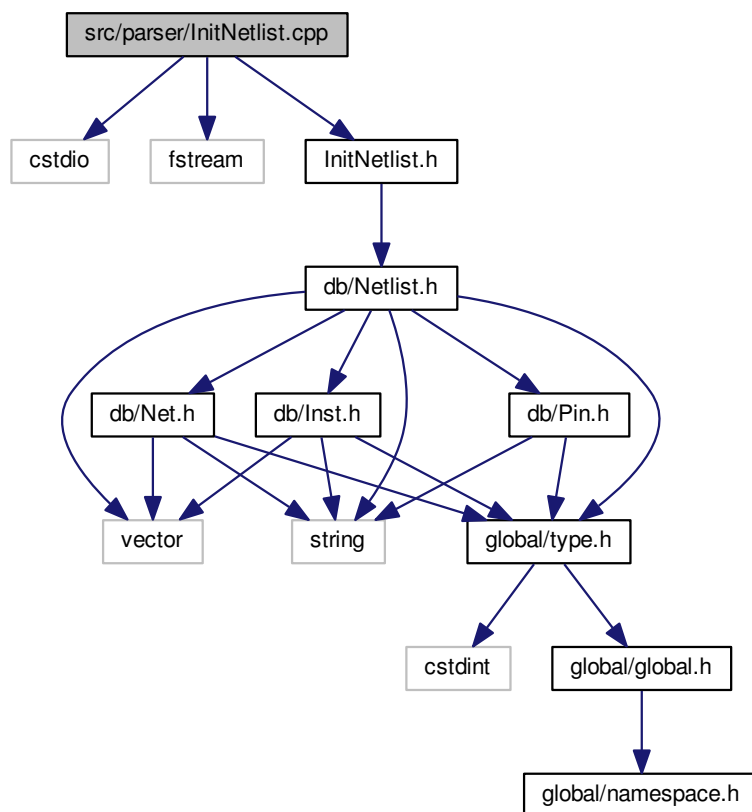 src/parser/InitNetlist.cpp
cstdio
fstream
InitNetlist.h
db/Netlist.h
db/Net.h
db/Inst.h
db/Pin.h
vector
string
global/type.h
cstdint
global/global.h
global/namespace.h